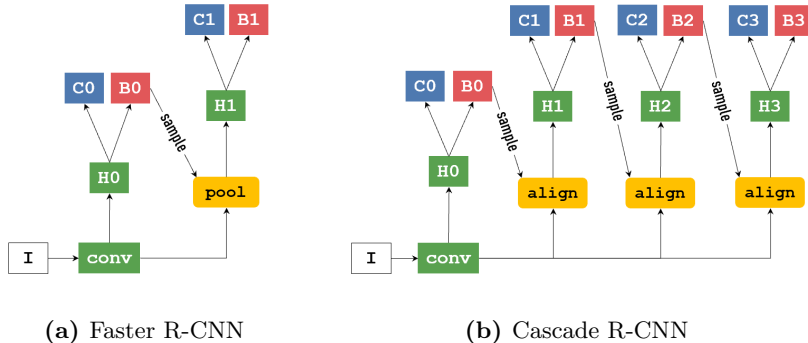 C1 B1
C0 B0
sample
H1
H0
pool
I
conv
(a) Faster R-CNN
C1 B1 C2 B2 C3 B3
C0 B0
sample sample sample
H1 H2 H3
H0
align align align
I
conv
(b) Cascade R-CNN